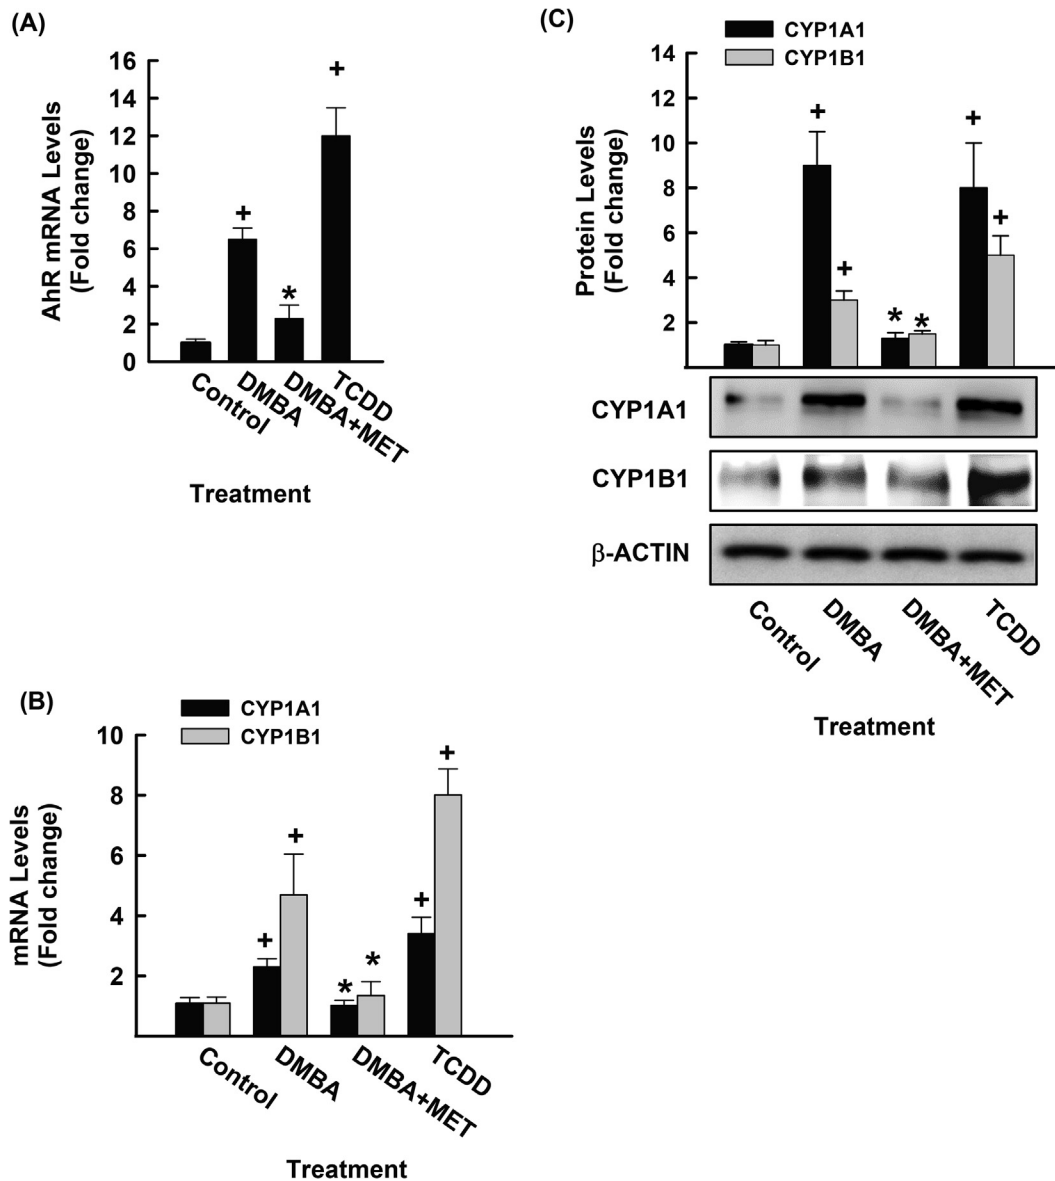 (A)
16
14
12
10
8
6
4
2
0
AhR mRNA Levels
(Fold change)
+
+
*
Control
DMBA
DMBA+MET
TCDD
Treatment
(B)
CYP1A1
CYP1B1
10
8
6
4
2
mRNA Levels
(Fold change)
+
+
*
*
+
+
Control
DMBA
DMBA+MET
TCDD
Treatment
(C)
CYP1A1
CYP1B1
14
12
10
8
6
4
2
Protein Levels
(Fold change)
+
+
*
*
+
+
CYP1A1
CYP1B1
β-ACTIN
Control
DMBA
DMBA+MET
TCDD
Treatment